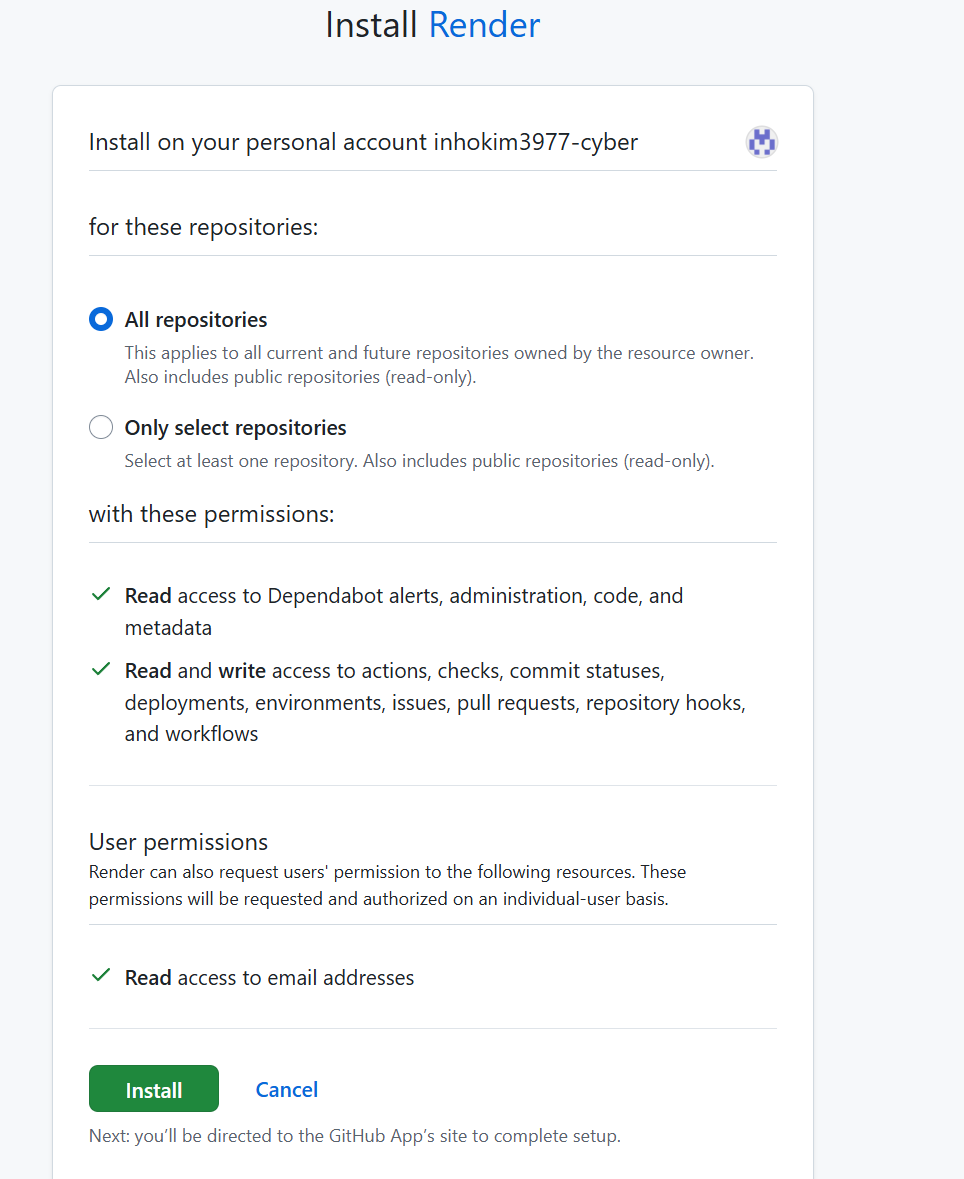 Install Render
Install on your personal account inhokim3977-cyber
for these repositories:
All repositories
This applies to all current and future repositories owned by the resource owner.
Also includes public repositories (read-only).
Only select repositories
Select at least one repository. Also includes public repositories (read-only).
with these permissions:
Read access to Dependabot alerts, administration, code, and
metadata
Read and write access to actions, checks, commit statuses,
deployments, environments, issues, pull requests, repository hooks,
and workflows
User permissions
Render can also request users' permission to the following resources. These
permissions will be requested and authorized on an individual-user basis.
Read access to email addresses
Install Cancel
Next: you’ll be directed to the GitHub App’s site to complete setup.